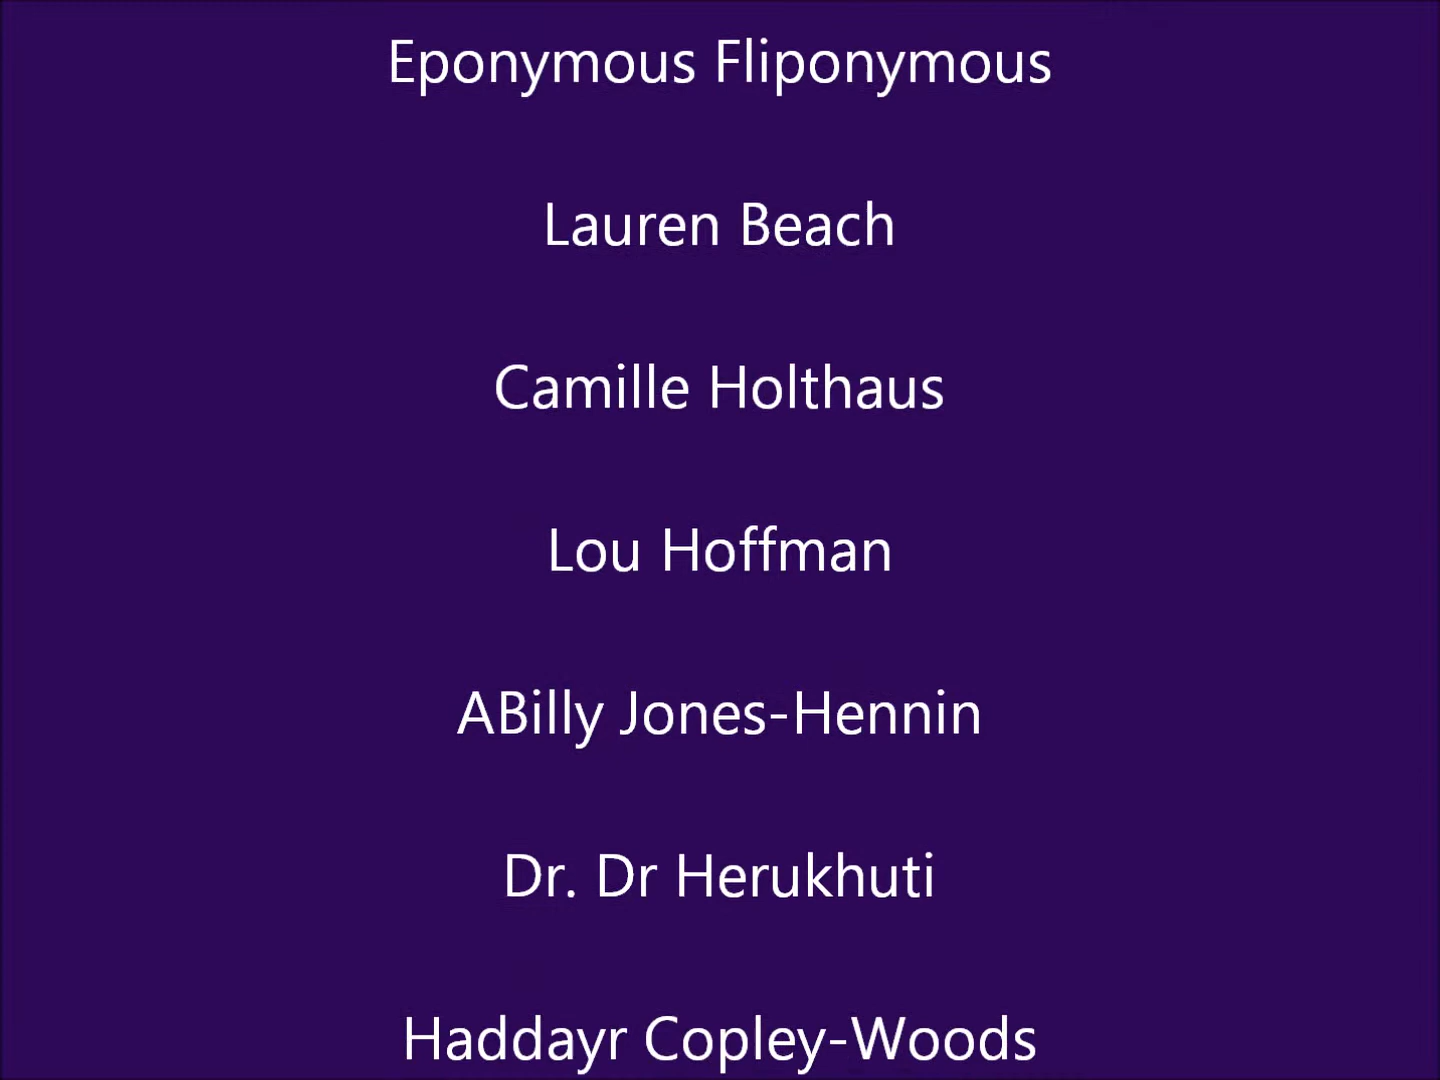 Eponymous Fliponymous
Lauren Beach
Camille Holthaus
Lou Hoffman
ABilly Jones-Hennin
Dr. Dr Herukhuti
Haddayr Copley-Woods